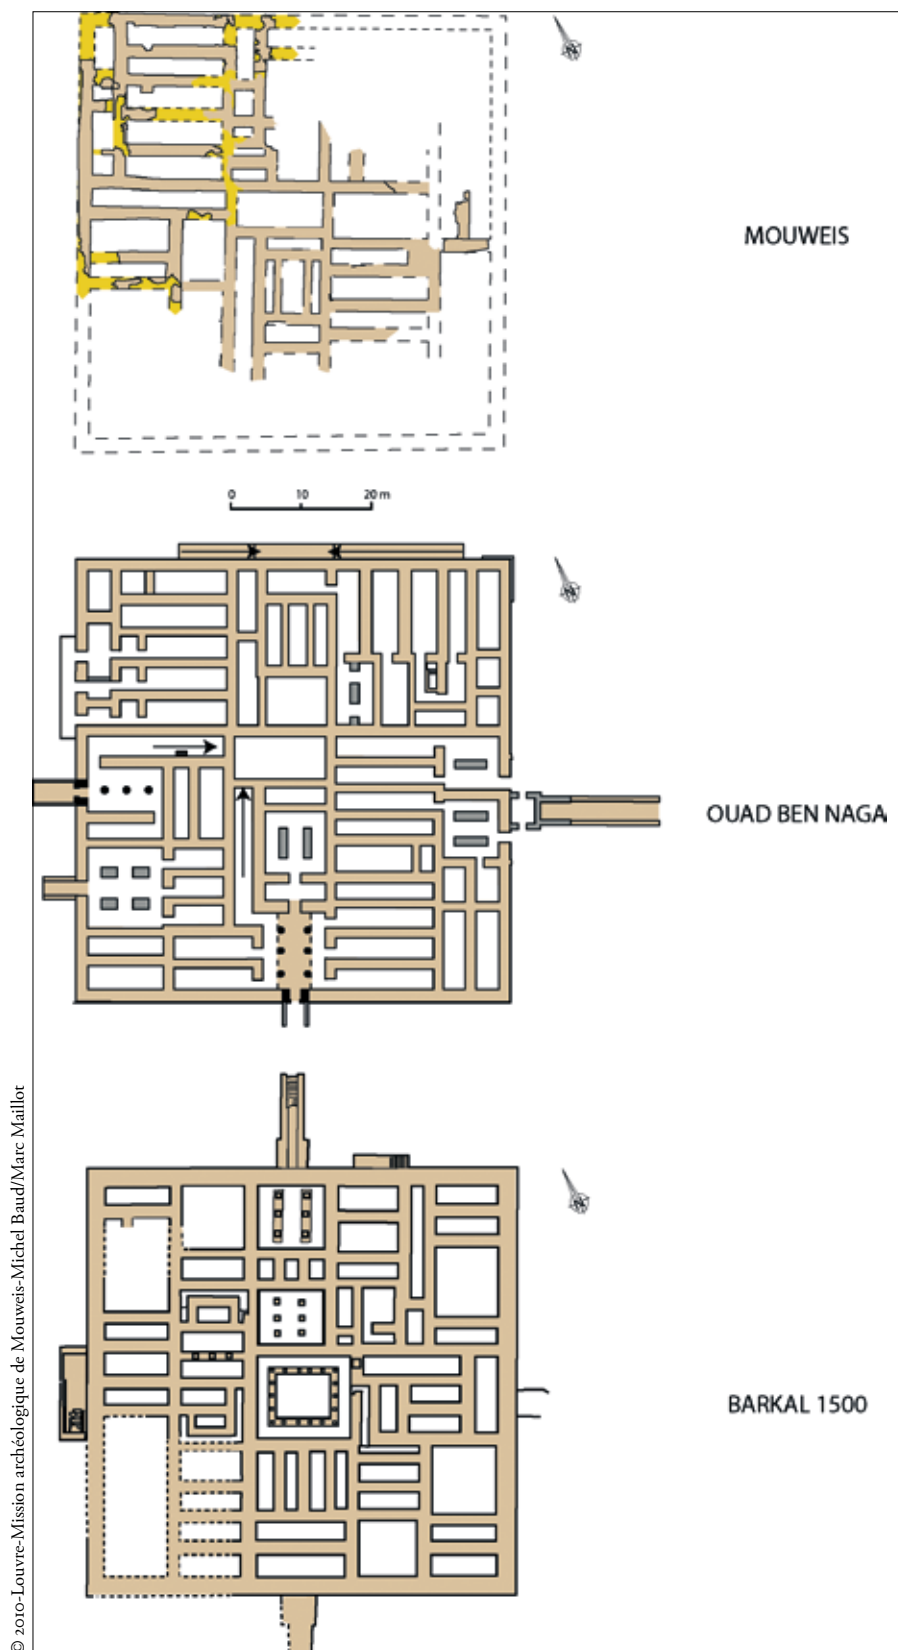 MOUWEIS
0 10 20 m
OUAD BEN NAGA
BARKAL 1500
© 2010-Louvre-Mission archéologique de Mouweis-Michel Baud/Marc Maillot